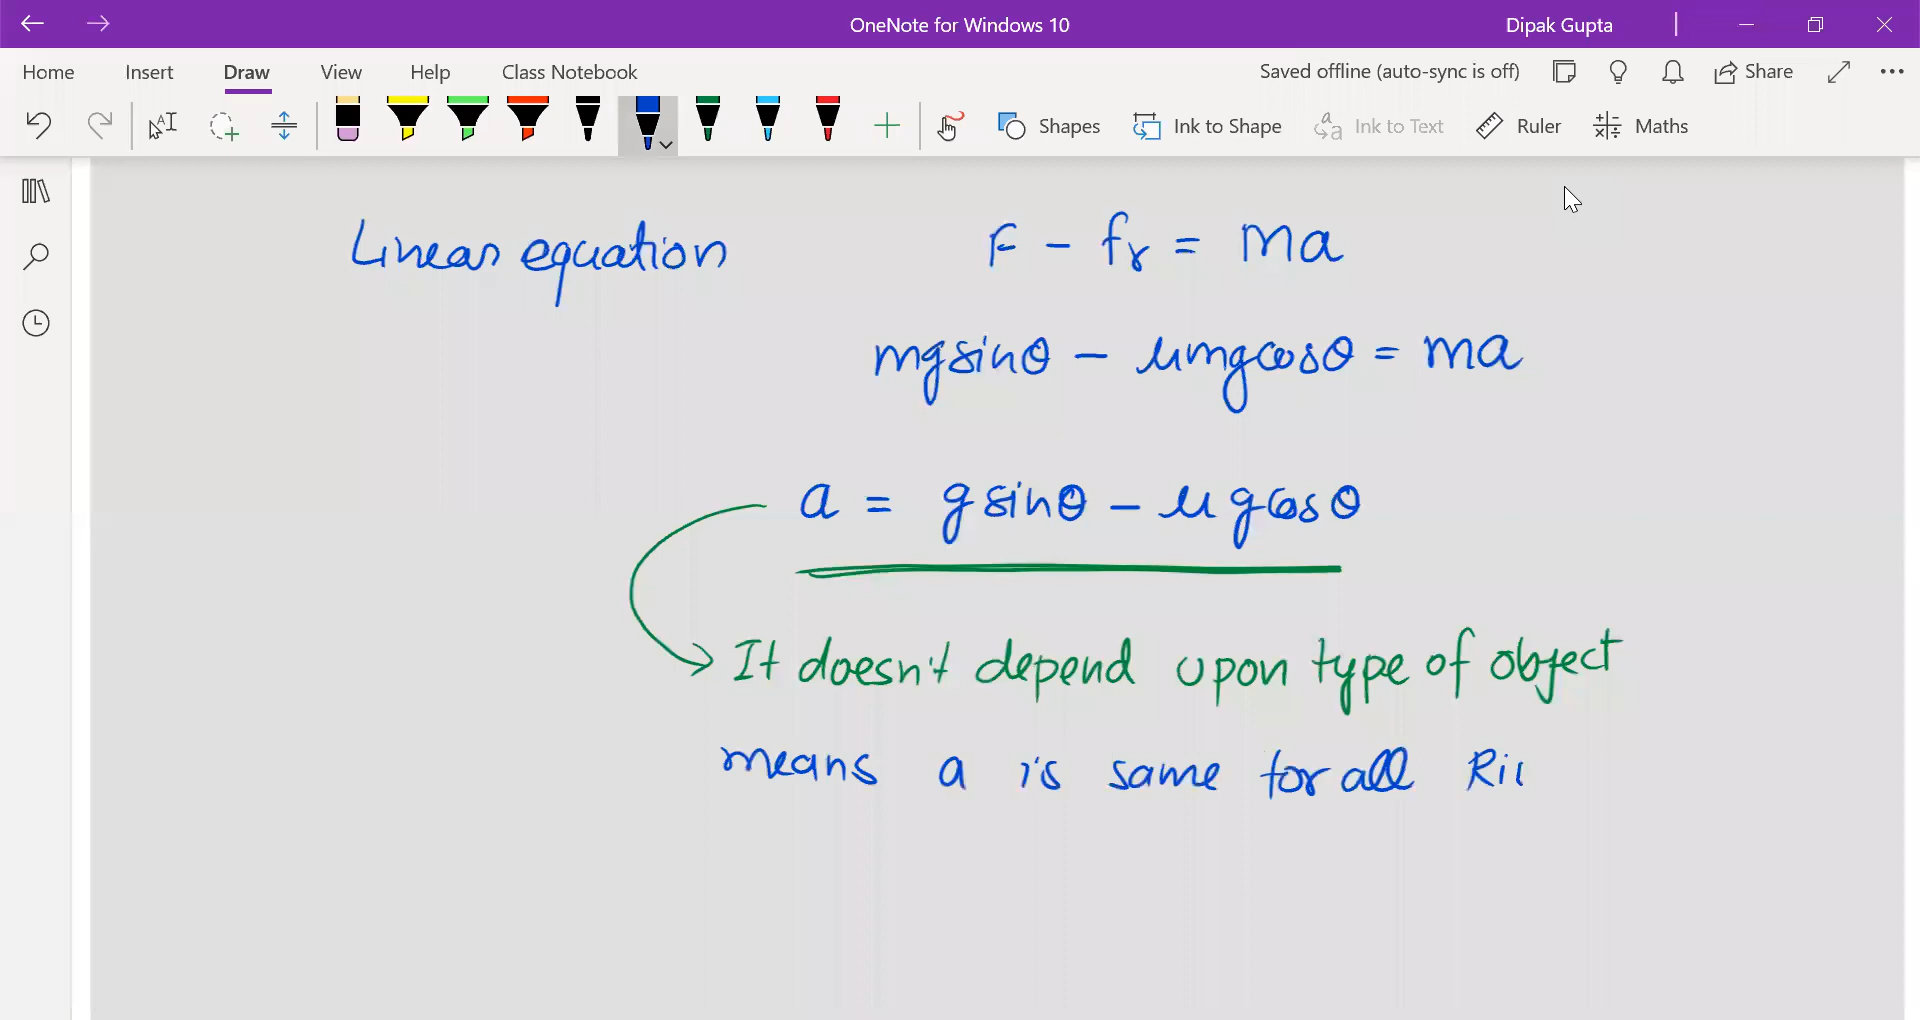 OneNote for Windows 10
Dipak Gupta
Home Insert Draw View Help Class Notebook
Saved offline (auto-sync is off) Share
Shapes Ink to Shape Ink to Text Ruler Maths
Linear equation F - fr = ma
mgsinθ - μmgcosθ = ma
a = gsinθ - μgcosθ
It doesn't depend upon type of object
means a is same for all Ri